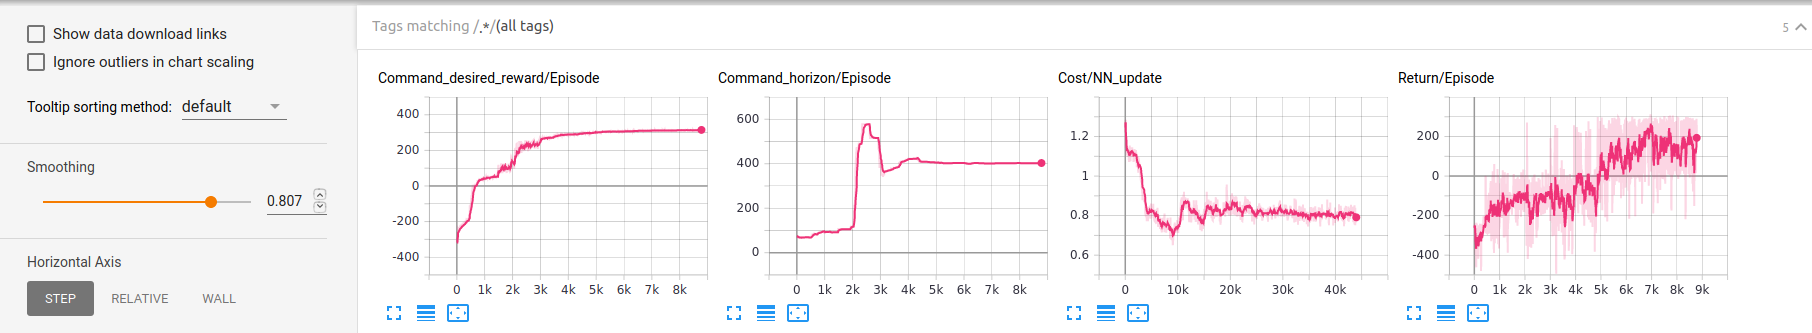 Show data download links
Ignore outliers in chart scaling
Tooltip sorting method: default
Smoothing
0.807
Horizontal Axis
STEP RELATIVE WALL
Tags matching /.*/(all tags)
5
Command_desired_reward/Episode
400
200
0
-200
-400
0 1k 2k 3k 4k 5k 6k 7k 8k
Command_horizon/Episode
600
400
200
0
0 1k 2k 3k 4k 5k 6k 7k 8k
Cost/NN_update
1.2
1
0.8
0.6
0 10k 20k 30k 40k
Return/Episode
200
0
-200
-400
0 1k 2k 3k 4k 5k 6k 7k 8k 9k